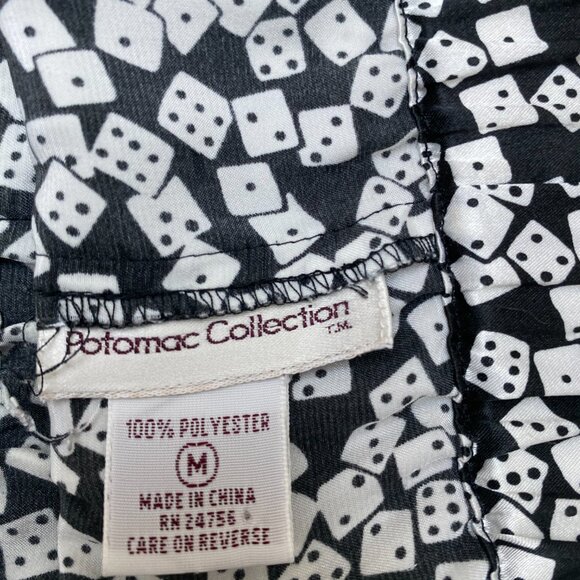 Potomac Collection
T.M.
100% POLYESTER
M
MADE IN CHINA
RN 24756
CARE ON REVERSE